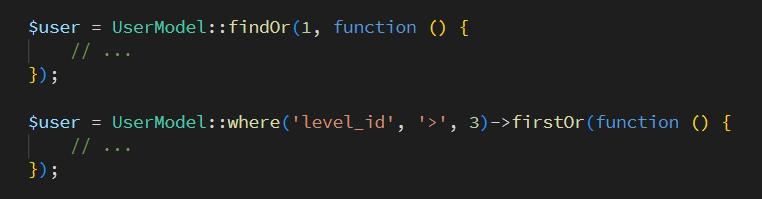 $user = UserModel::findOr(1, function () {
    // ...
});
$user = UserModel::where('level_id', '>', 3)->firstOr(function () {
    // ...
});